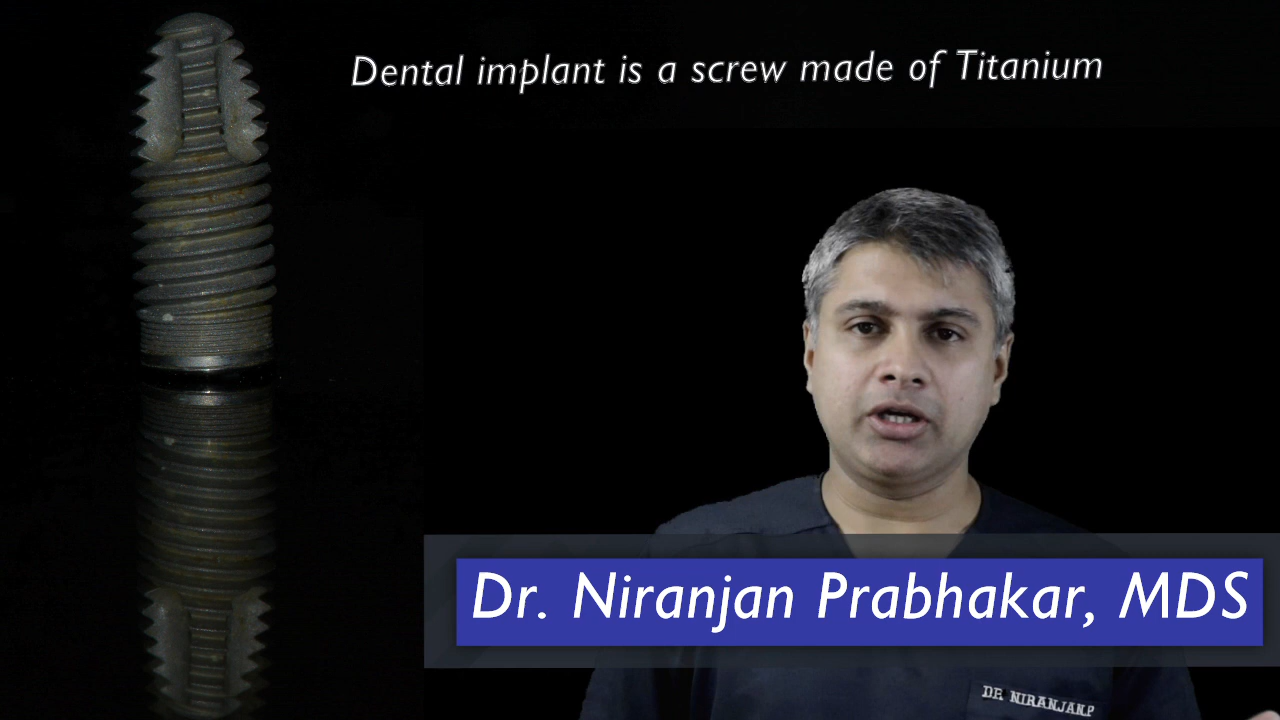 Dental implant is a screw made of Titanium
Dr. Niranjan Prabhakar, MDS
DR. NIRANJAN.P